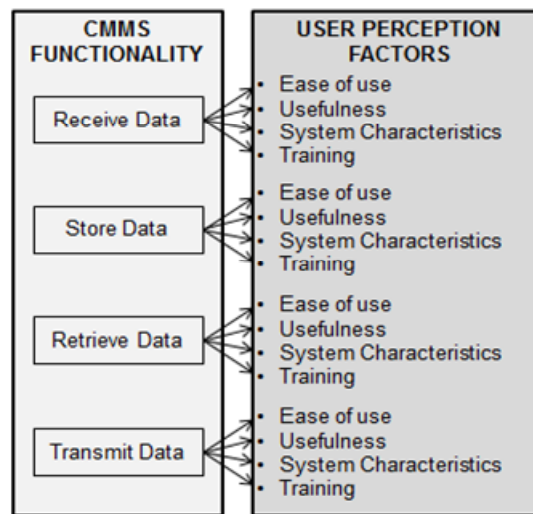 CMMS
FUNCTIONALITY
Receive Data
Store Data
Retrieve Data
Transmit Data
USER PERCEPTION
FACTORS
• Ease of use
• Usefulness
• System Characteristics
• Training
• Ease of use
• Usefulness
• System Characteristics
• Training
• Ease of use
• Usefulness
• System Characteristics
• Training
• Ease of use
• Usefulness
• System Characteristics
• Training